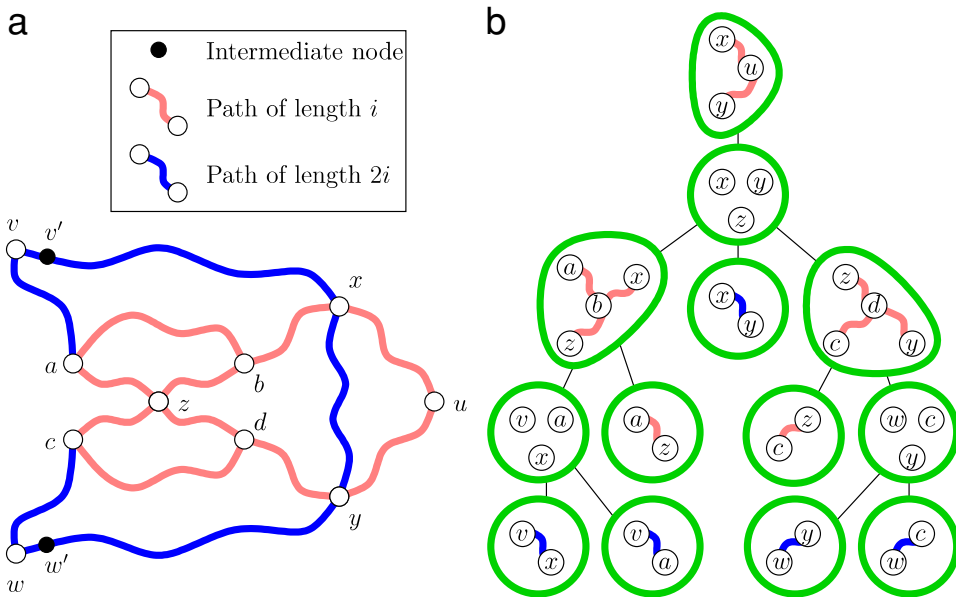 a
Intermediate node
Path of length i
Path of length 2i
v
v′
x
a
b
z
u
c
d
y
w
w′
b
x
u
y
x y
z
a x
b
z
x
y
z
d
c y
v a
x
a
z
z
c
w c
y
v
x
v
a
y
w
c
w